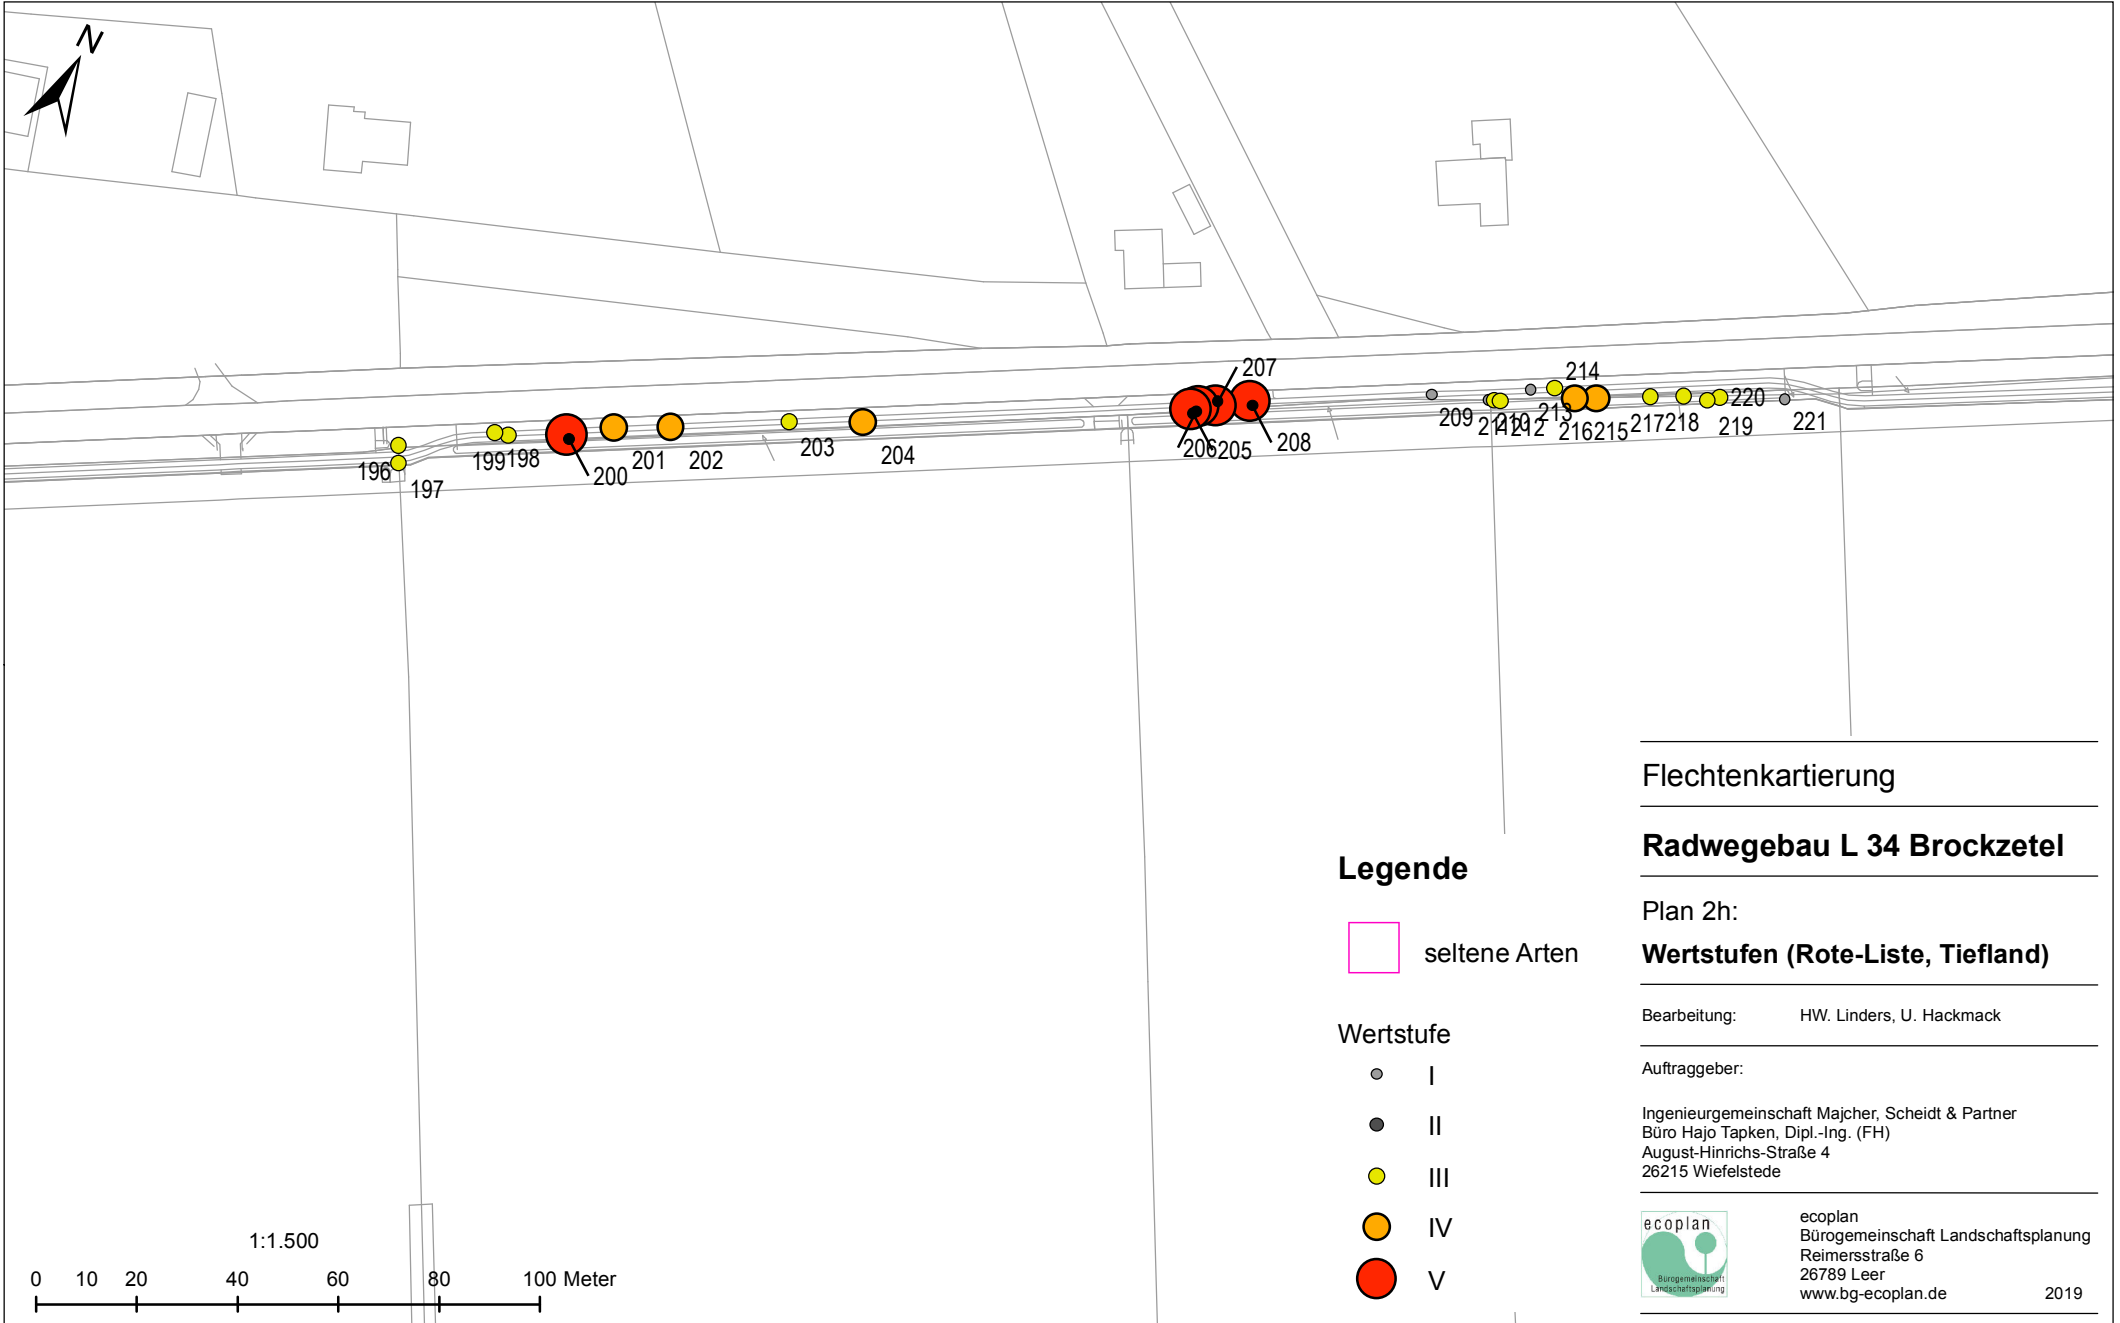 N
207
214
196
197
199
198
200
201
202
203
204
206
205
208
209
211
210
212
213
216
215
217
218
219
220
221
Flechtenkartierung
Radwegebau L 34 Brockzetel
Plan 2h:
Wertstufen (Rote-Liste, Tiefland)
Bearbeitung: HW. Linders, U. Hackmack
Auftraggeber:
Ingenieurgemeinschaft Majcher, Scheidt & Partner
Büro Hajo Tapken, Dipl.-Ing. (FH)
August-Hinrichs-Straße 4
26215 Wiefelstede
ecoplan
Bürogemeinschaft
Landschaftsplanung
ecoplan
Bürogemeinschaft Landschaftsplanung
Reimersstraße 6
26789 Leer
www.bg-ecoplan.de 2019
Legende
seltene Arten
Wertstufe
I
II
III
IV
V
1:1.500
0 10 20 40 60 80 100 Meter